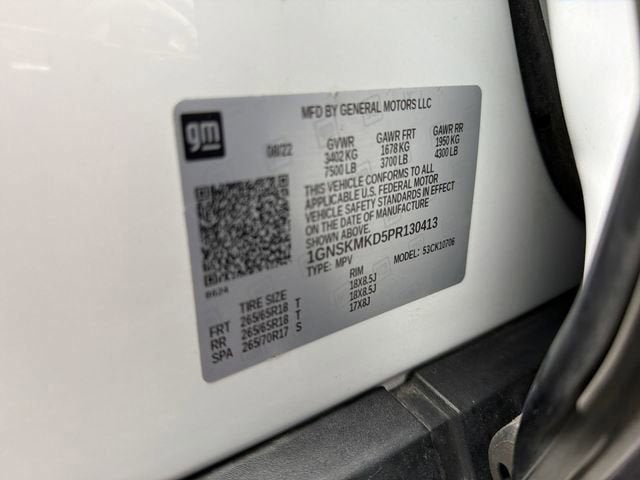 gm
MFD BY GENERAL MOTORS LLC
08/22 GVWR GAWR FRT GAWR RR
3402 KG 1678 KG 1950 KG
7500 LB 3700 LB 4300 LB
THIS VEHICLE CONFORMS TO ALL
APPLICABLE U.S. FEDERAL MOTOR
VEHICLE SAFETY STANDARDS IN EFFECT
ON THE DATE OF MANUFACTURE
1GNSKMKD5PR130413
TYPE: MPV MODEL: 53CK10706
8624
TIRE SIZE RIM
FRT 265/65R18 T 18X8.5J
RR 265/65R18 T 18X8.5J
SPA 265/70R17 S 17X8J